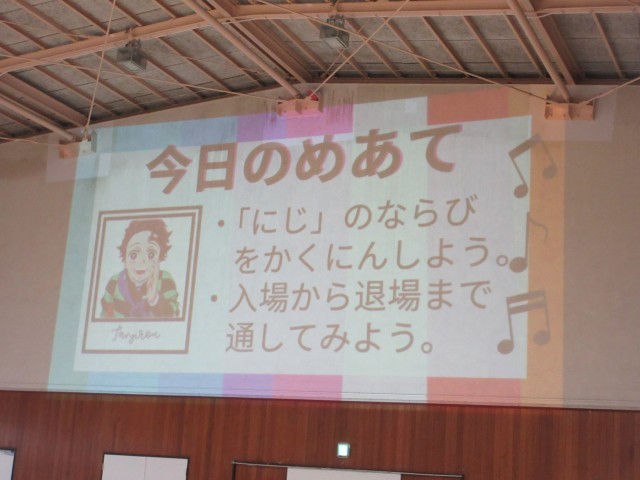 今日のめあて
・「にじ」のならび
をかくにんしよう。
・入場から退場まで
通してみよう。